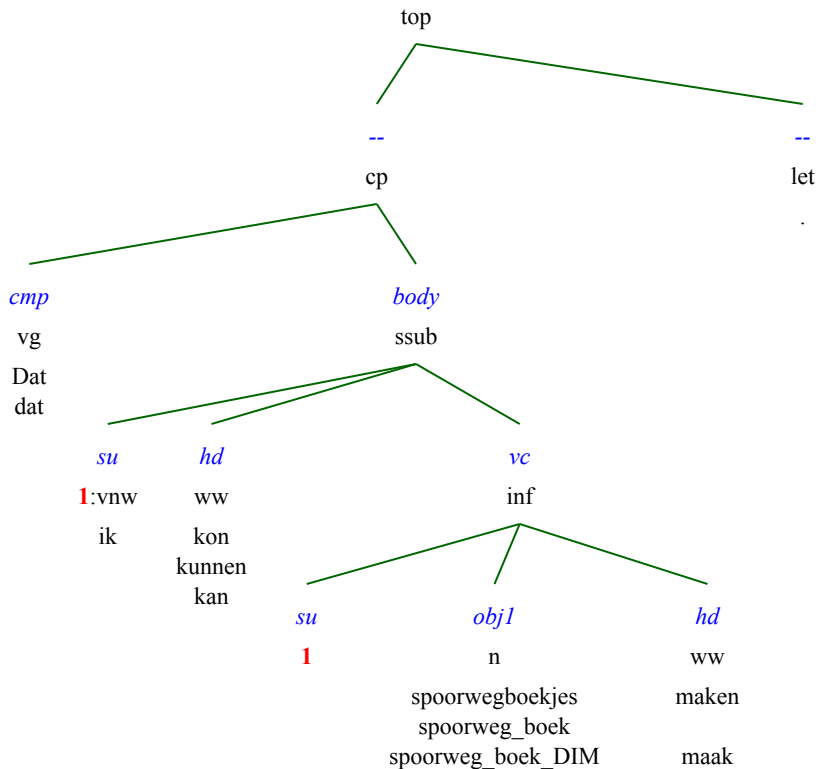 top
-- --
cp let
.
cmp body
vg ssub
Dat
dat
su hd vc
1:vnw ww inf
ik kon
kunnen
kan
su obj1 hd
1 n ww
spoorwegboekjes maken
spoorweg_boek
spoorweg_boek_DIM maak